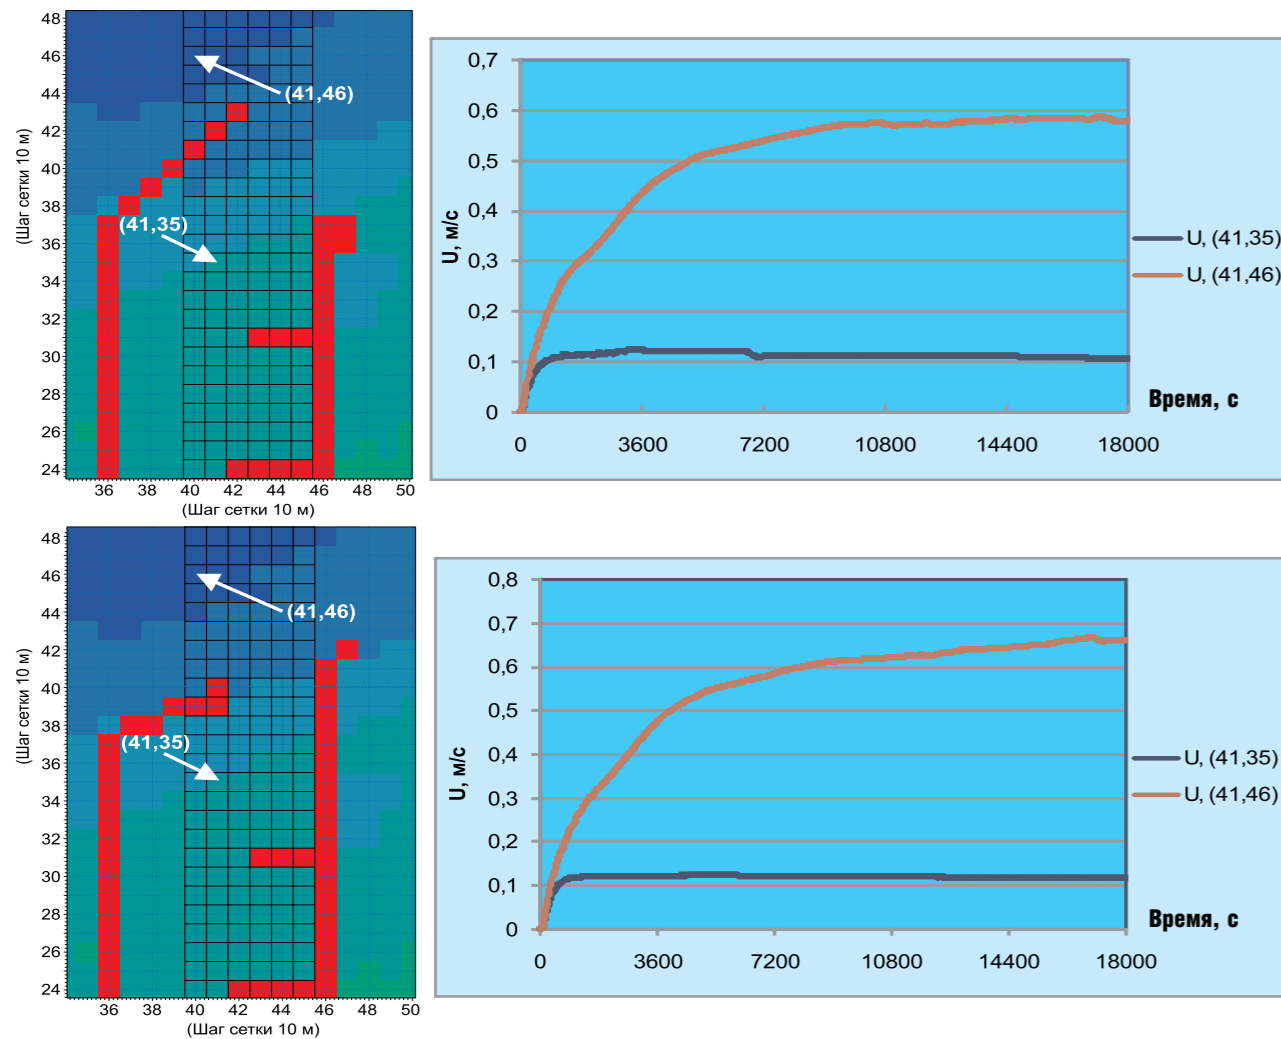 48
46
44
42
40
38
36
34
32
30
28
26
24
(Шаг сетки 10 м)
(41,46)
(41,35)
36 38 40 42 44 46 48 50
(Шаг сетки 10 м)
0,7
0,6
0,5
0,4
0,3
0,2
0,1
0
U, м/с
0 3600 7200 10800 14400 18000
Время, с
U, (41,35)
U, (41,46)
48
46
44
42
40
38
36
34
32
30
28
26
24
(Шаг сетки 10 м)
(41,46)
(41,35)
36 38 40 42 44 46 48 50
(Шаг сетки 10 м)
0,8
0,7
0,6
0,5
0,4
0,3
0,2
0,1
0
U, м/с
0 3600 7200 10800 14400 18000
Время, с
U, (41,35)
U, (41,46)